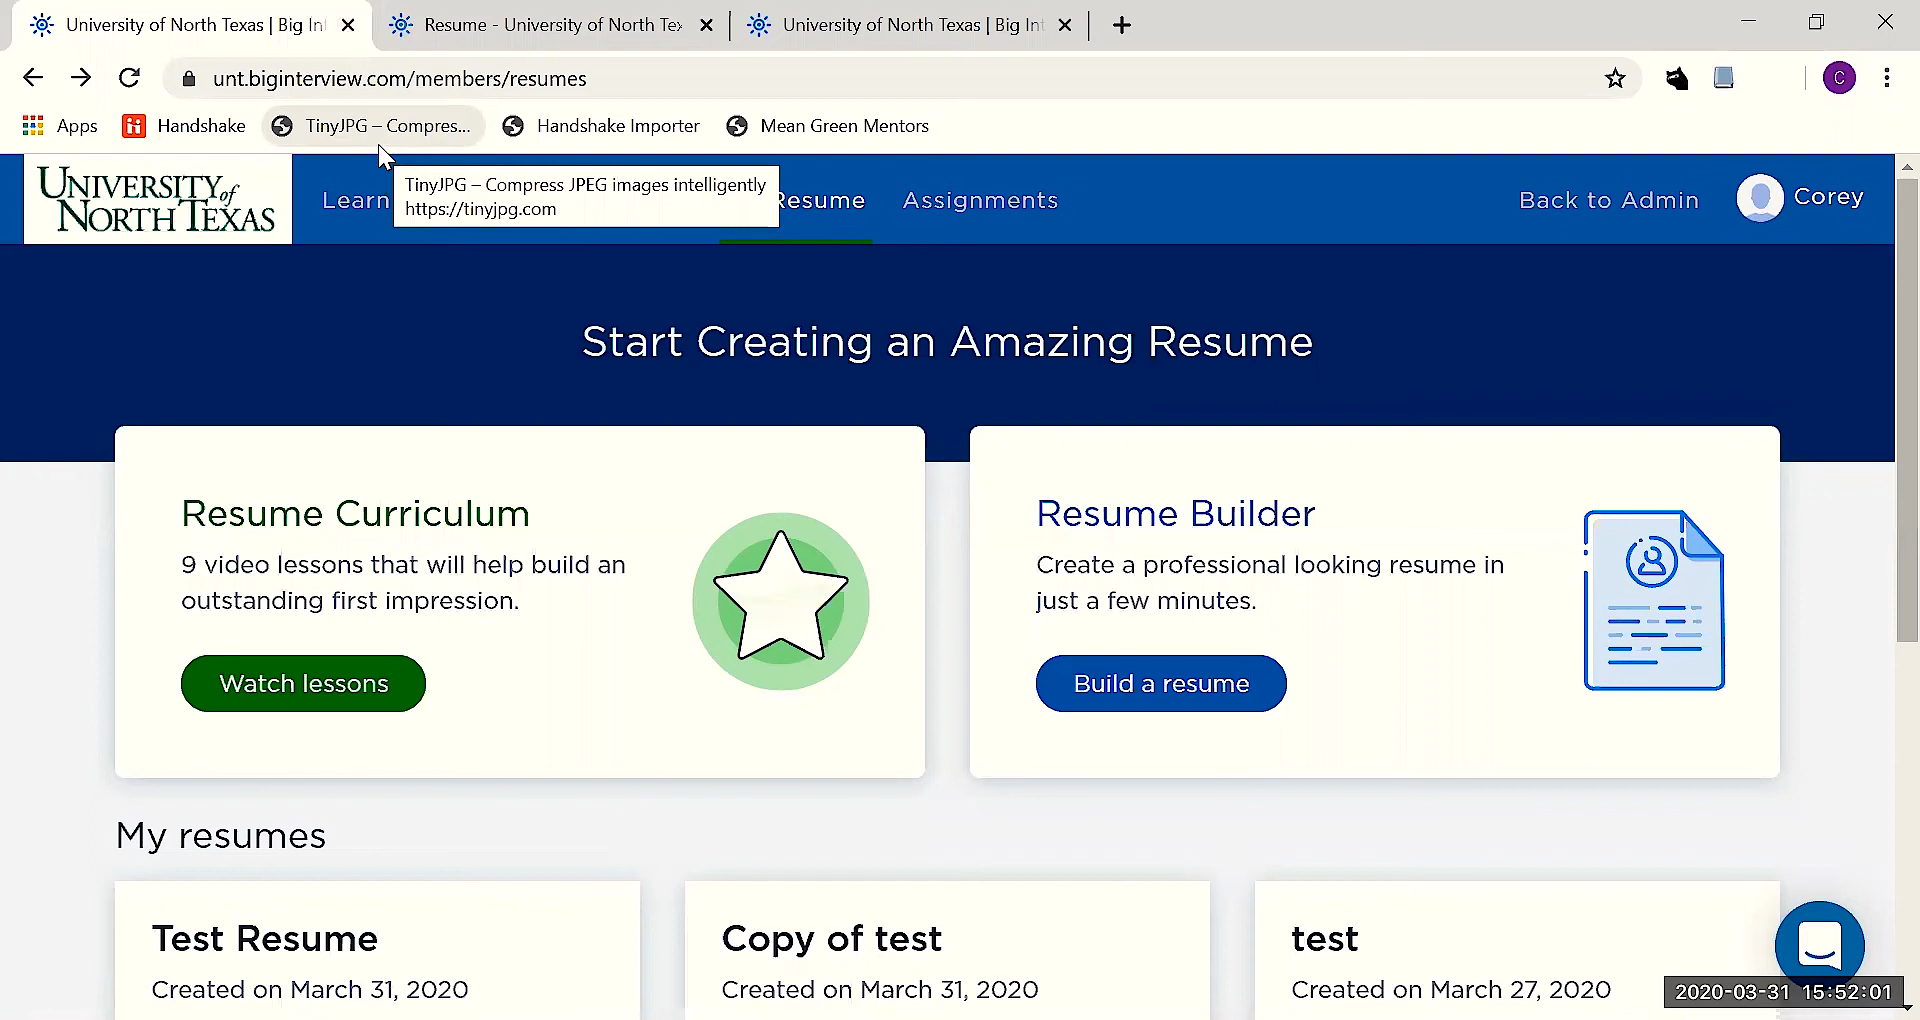 University of North Texas | Big Int
Resume - University of North Tex
University of North Texas | Big Int
unt.biginterview.com/members/resumes
C
Apps
Handshake
TinyJPG – Compres...
Handshake Importer
Mean Green Mentors
UNIVERSITY of
NORTH TEXAS
Learn
TinyJPG – Compress JPEG images intelligently
https://tinyjpg.com
Resume
Assignments
Back to Admin
Corey
Start Creating an Amazing Resume
Resume Curriculum
9 video lessons that will help build an
outstanding first impression.
Watch lessons
Resume Builder
Create a professional looking resume in
just a few minutes.
Build a resume
My resumes
Test Resume
Created on March 31, 2020
Copy of test
Created on March 31, 2020
test
Created on March 27, 2020
2020-03-31 15:52:01